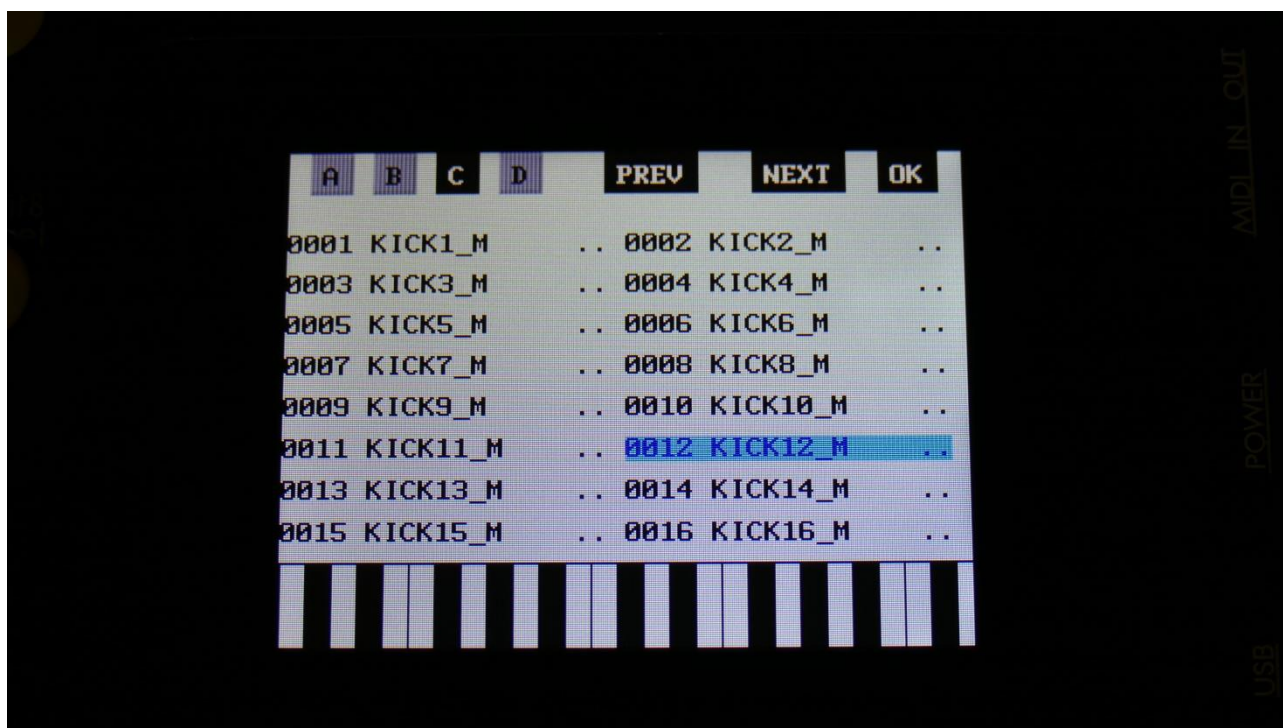 A B C D PREV NEXT OK
0001 KICK1_M .. 0002 KICK2_M ..
0003 KICK3_M .. 0004 KICK4_M ..
0005 KICK5_M .. 0006 KICK6_M ..
0007 KICK7_M .. 0008 KICK8_M ..
0009 KICK9_M .. 0010 KICK10_M ..
0011 KICK11_M .. 0012 KICK12_M ..
0013 KICK13_M .. 0014 KICK14_M ..
0015 KICK15_M .. 0016 KICK16_M ..
MIDI IN OUT
POWER
USB